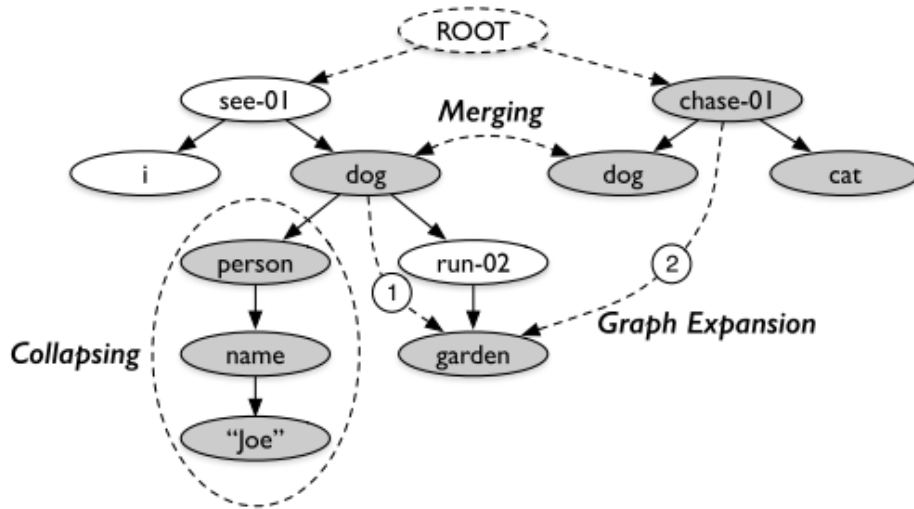 ROOT
see-01
chase-01
Merging
i
dog
dog
cat
person
run-02
1
2
Graph Expansion
Collapsing
name
garden
“Joe”